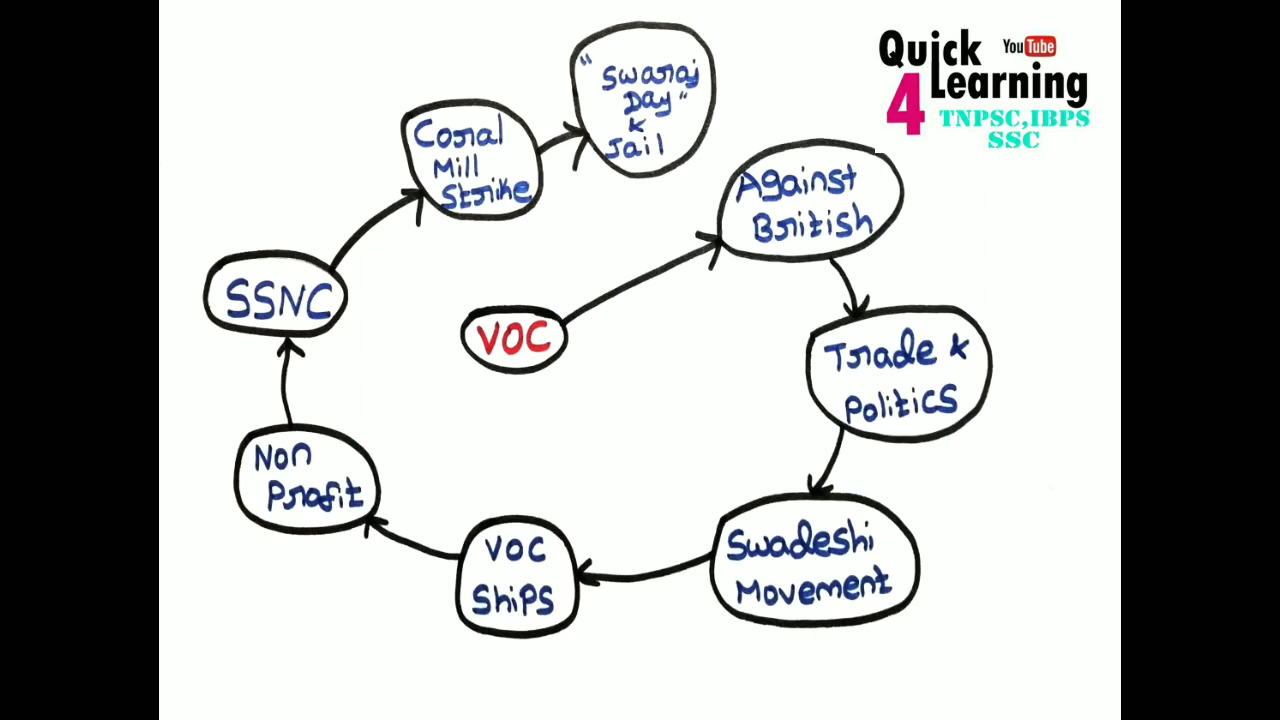 Quick
YouTube
4 Learning
TNPSC,IBPS
SSC
VOC
Against
British
Trade &
Politics
Swadeshi
Movement
VOC
Ships
Non
Profit
SSNC
Coral
Mill
Strike
"Swaraj
Day"
&
Jail